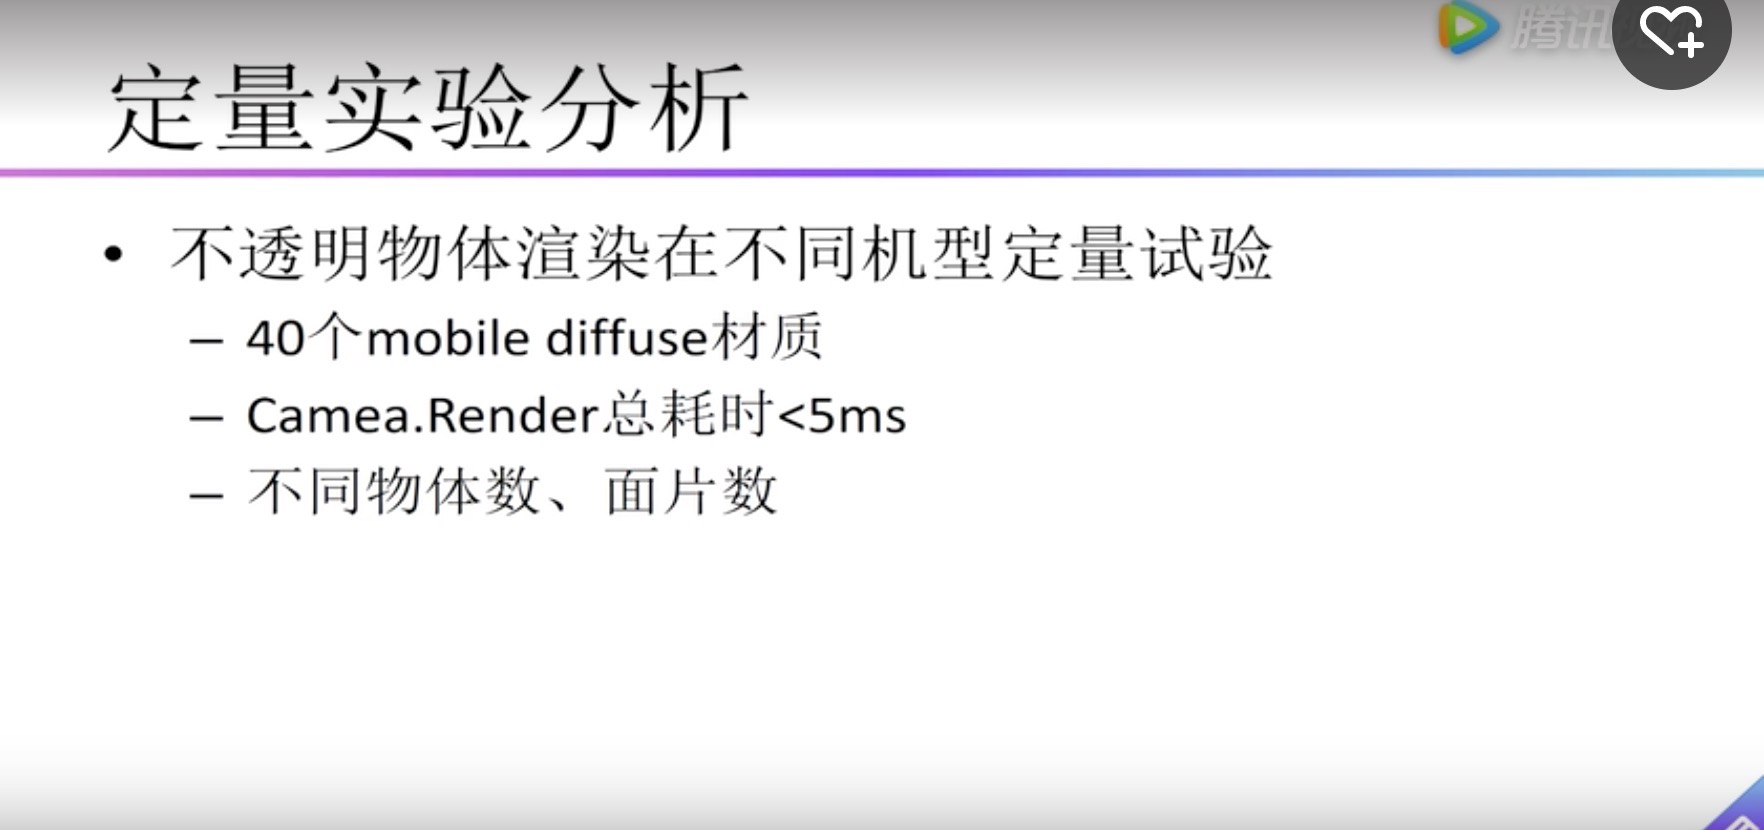 腾讯
定量实验分析
• 不透明物体渲染在不同机型定量试验
– 40个mobile diffuse材质
– Camea.Render总耗时<5ms
– 不同物体数、面片数